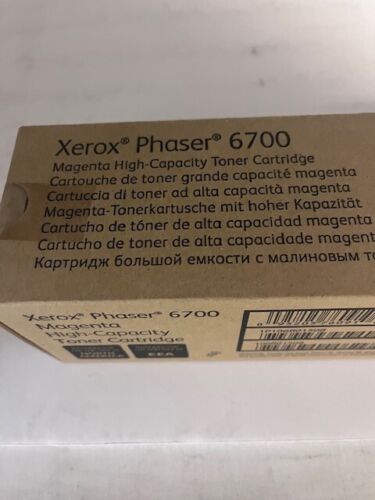 Xerox® Phaser® 6700
Magenta High-Capacity Toner Cartridge
Cartouche de toner grande capacité magenta
Cartuccia di toner ad alta capacità magenta
Magenta-Tonerkartusche mit hoher Kapazität
Cartucho de tóner de alta capacidad magenta
Cartucho de toner de alta capacidade magent
Картридж большой емкости с малиновым то
Xerox® Phaser® 6700
Magenta
High-Capacity
Toner Cartridge
EEA